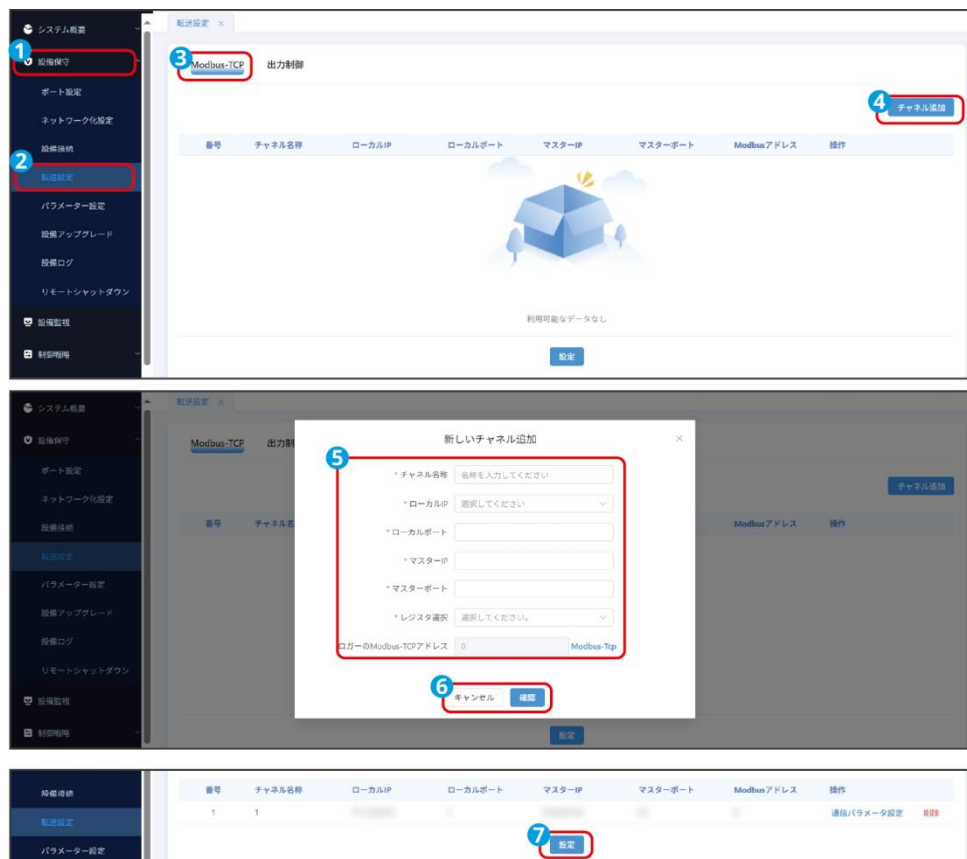 システム概要
転送設定 ×
1
設備保守
3
Modbus-TCP 出力制御
ポート設定
4
チャネル追加
ネットワーク化設定
設備接続
番号 チャネル名称 ローカルIP ローカルポート マスターIP マスターポート Modbusアドレス 操作
2
転送設定
パラメーター設定
設備アップグレード
設備ログ
リモートシャットダウン
利用可能なデータなし
設備監視
制御戦略
設定
システム概要
転送設定 ×
設備保守
Modbus-TCP 出力制
新しいチャネル追加 ×
5
ポート設定
* チャネル名称 名称を入力してください
チャネル追加
ネットワーク化設定
* ローカルIP 選択してください
設備接続
番号 チャネル名
* ローカルポート
Modbusアドレス 操作
転送設定
* マスターIP
パラメーター設定
* マスターポート
設備アップグレード
* レジスタ選択 選択してください。
設備ログ
ロガーのModbus-TCPアドレス 0 Modbus-Tcp
リモートシャットダウン
6
キャンセル 確認
設備監視
制御戦略
設定
設備接続
番号 チャネル名称 ローカルIP ローカルポート マスターIP マスターポート Modbusアドレス 操作
1 1 通信パラメータ設定 削除
転送設定
7
設定
パラメーター設定